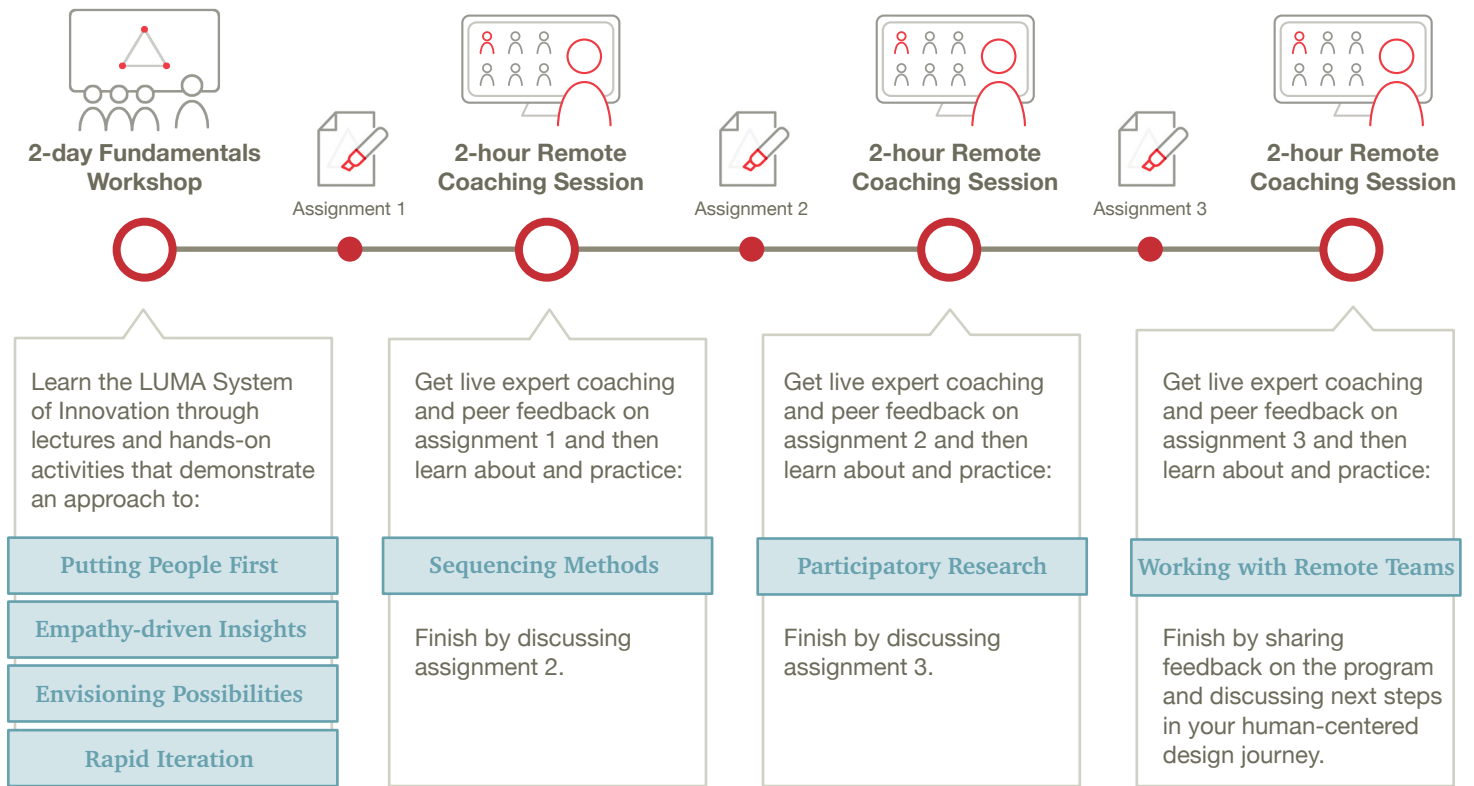 2-day Fundamentals
Workshop
Assignment 1
2-hour Remote
Coaching Session
Assignment 2
2-hour Remote
Coaching Session
Assignment 3
2-hour Remote
Coaching Session
Learn the LUMA System
of Innovation through
lectures and hands-on
activities that demonstrate
an approach to:
Putting People First
Empathy-driven Insights
Envisioning Possibilities
Rapid Iteration
Get live expert coaching
and peer feedback on
assignment 1 and then
learn about and practice:
Sequencing Methods
Finish by discussing
assignment 2.
Get live expert coaching
and peer feedback on
assignment 2 and then
learn about and practice:
Participatory Research
Finish by discussing
assignment 3.
Get live expert coaching
and peer feedback on
assignment 3 and then
learn about and practice:
Working with Remote Teams
Finish by sharing
feedback on the program
and discussing next steps
in your human-centered
design journey.